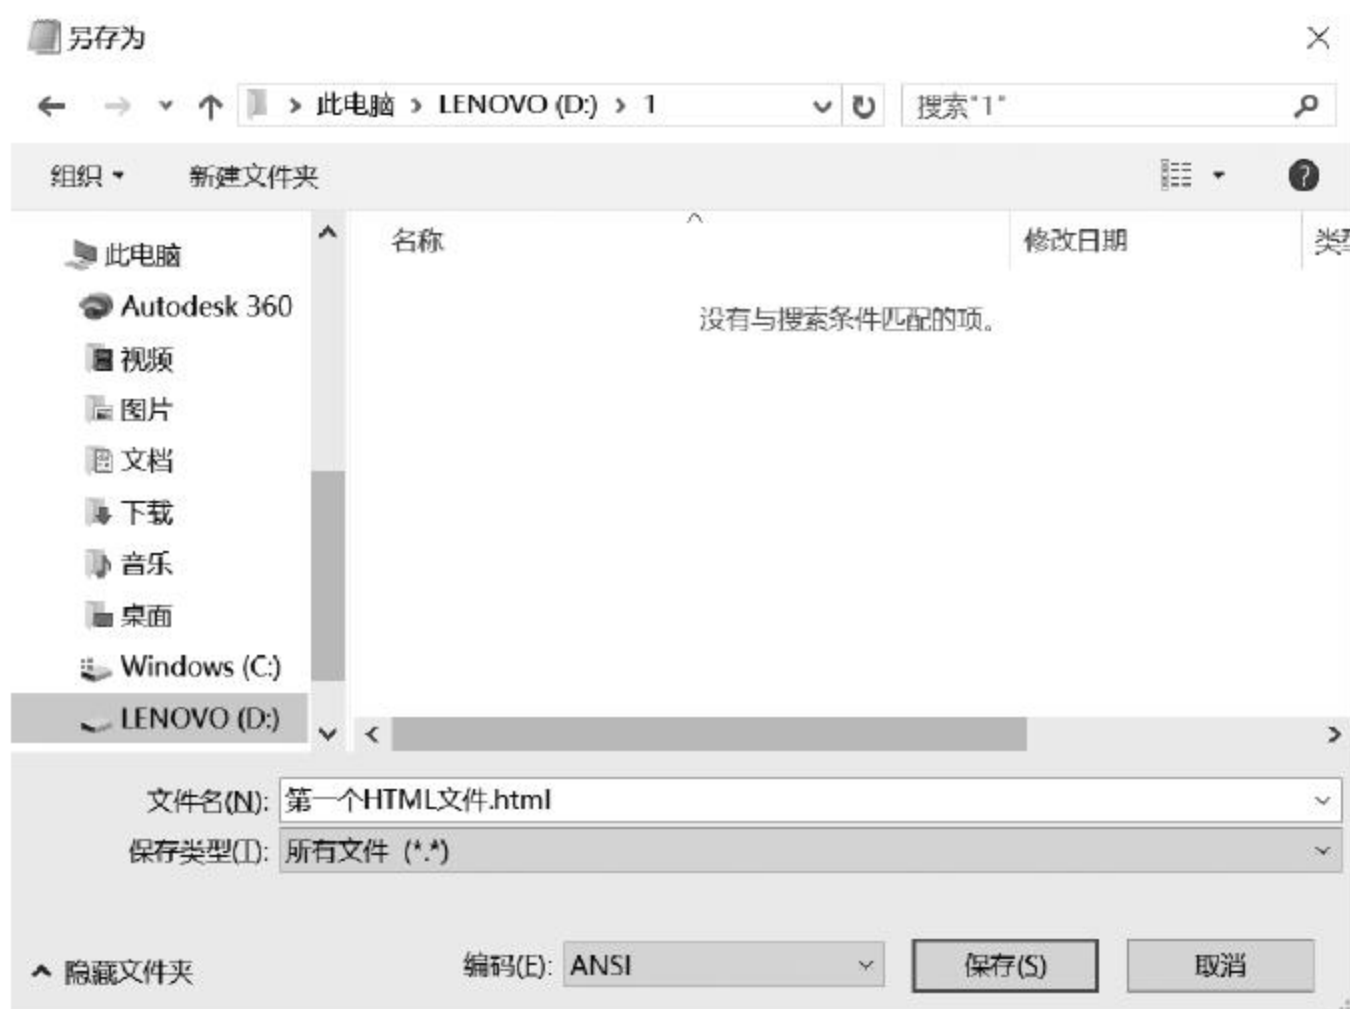 另存为
此电脑 › LENOVO (D:) › 1
搜索"1"
组织
新建文件夹
名称
修改日期
类型
此电脑
Autodesk 360
视频
图片
文档
下载
音乐
桌面
Windows (C:)
LENOVO (D:)
没有与搜索条件匹配的项。
文件名(N): 第一个HTML文件.html
保存类型(T): 所有文件 (*.*)
隐藏文件夹
编码(E): ANSI
保存(S)
取消